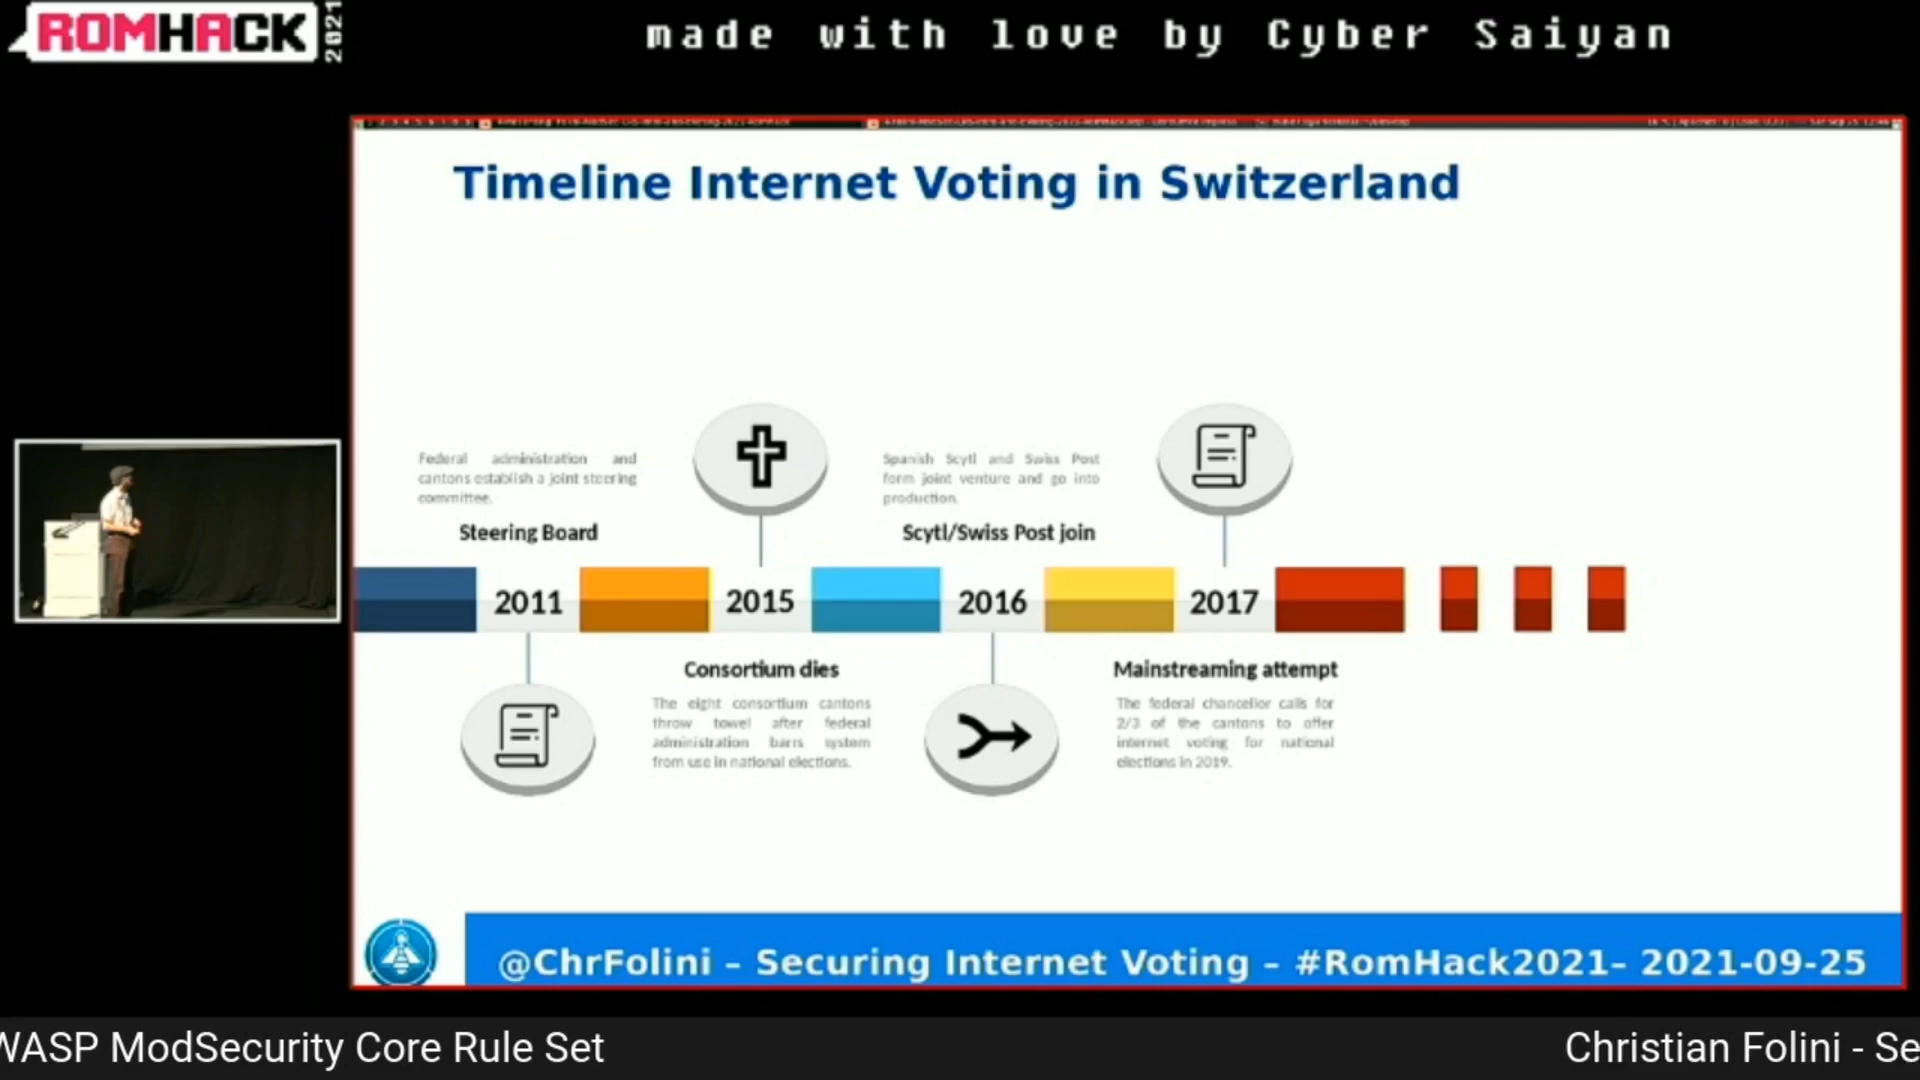 ROMHACK
2021
made with love by Cyber Saiyan
Timeline Internet Voting in Switzerland
Federal administration and
cantons establish a joint steering
committee.
Steering Board
Spanish Scytl and Swiss Post
form joint venture and go into
production.
Scytl/Swiss Post join
2011
2015
2016
2017
Consortium dies
The eight consortium cantons
throw towel after federal
administration barrs system
from use in national elections.
Mainstreaming attempt
The federal chancellor calls for
2/3 of the cantons to offer
internet voting for national
elections in 2019.
@ChrFolini – Securing Internet Voting – #RomHack2021– 2021-09-25
WASP ModSecurity Core Rule Set
Christian Folini - Se